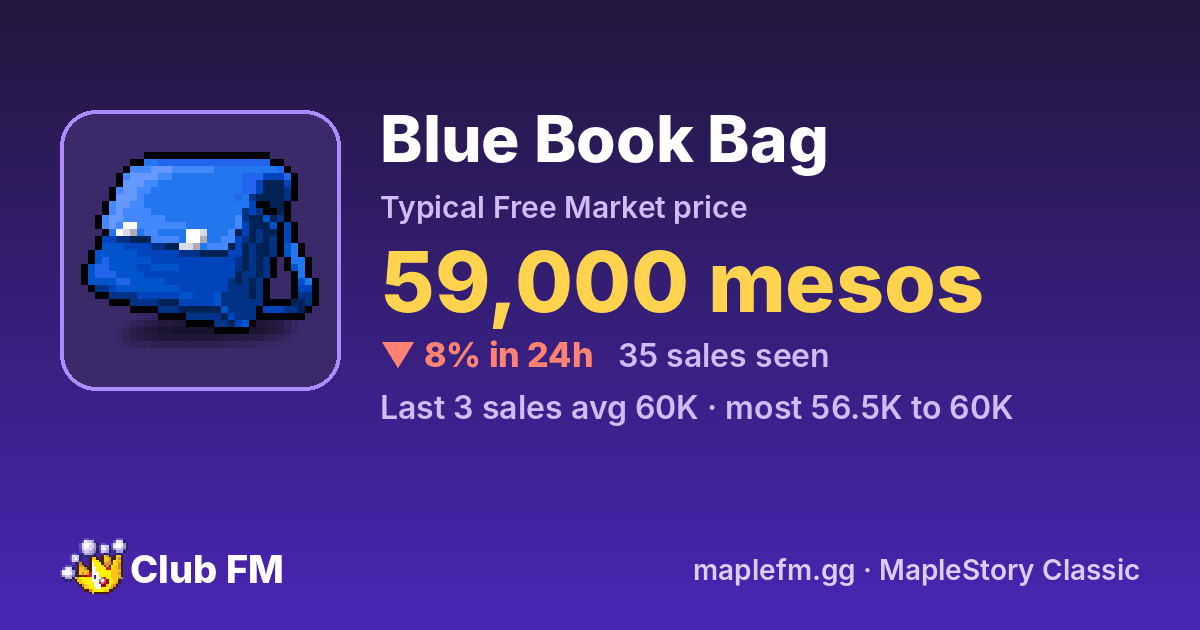 Blue Book Bag
Typical Free Market price
59,000 mesos
▼ 8% in 24h 35 sales seen
Last 3 sales avg 60K · most 56.5K to 60K
Club FM
maplefm.gg · MapleStory Classic